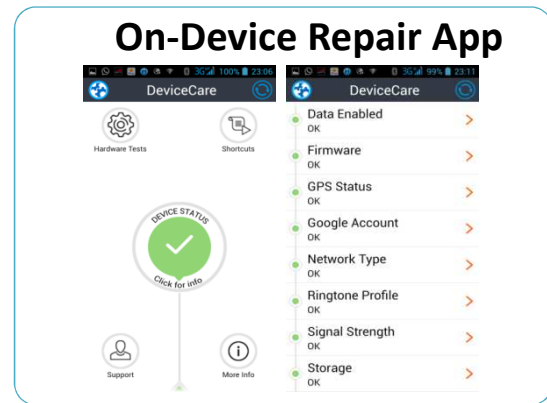 On-Device Repair App
3G 100% 23:06
DeviceCare
Hardware Tests
Shortcuts
DEVICE STATUS
Click for info
Support
More Info
3G 99% 23:11
DeviceCare
Data Enabled
OK
Firmware
OK
GPS Status
OK
Google Account
OK
Network Type
OK
Ringtone Profile
OK
Signal Strength
OK
Storage
OK